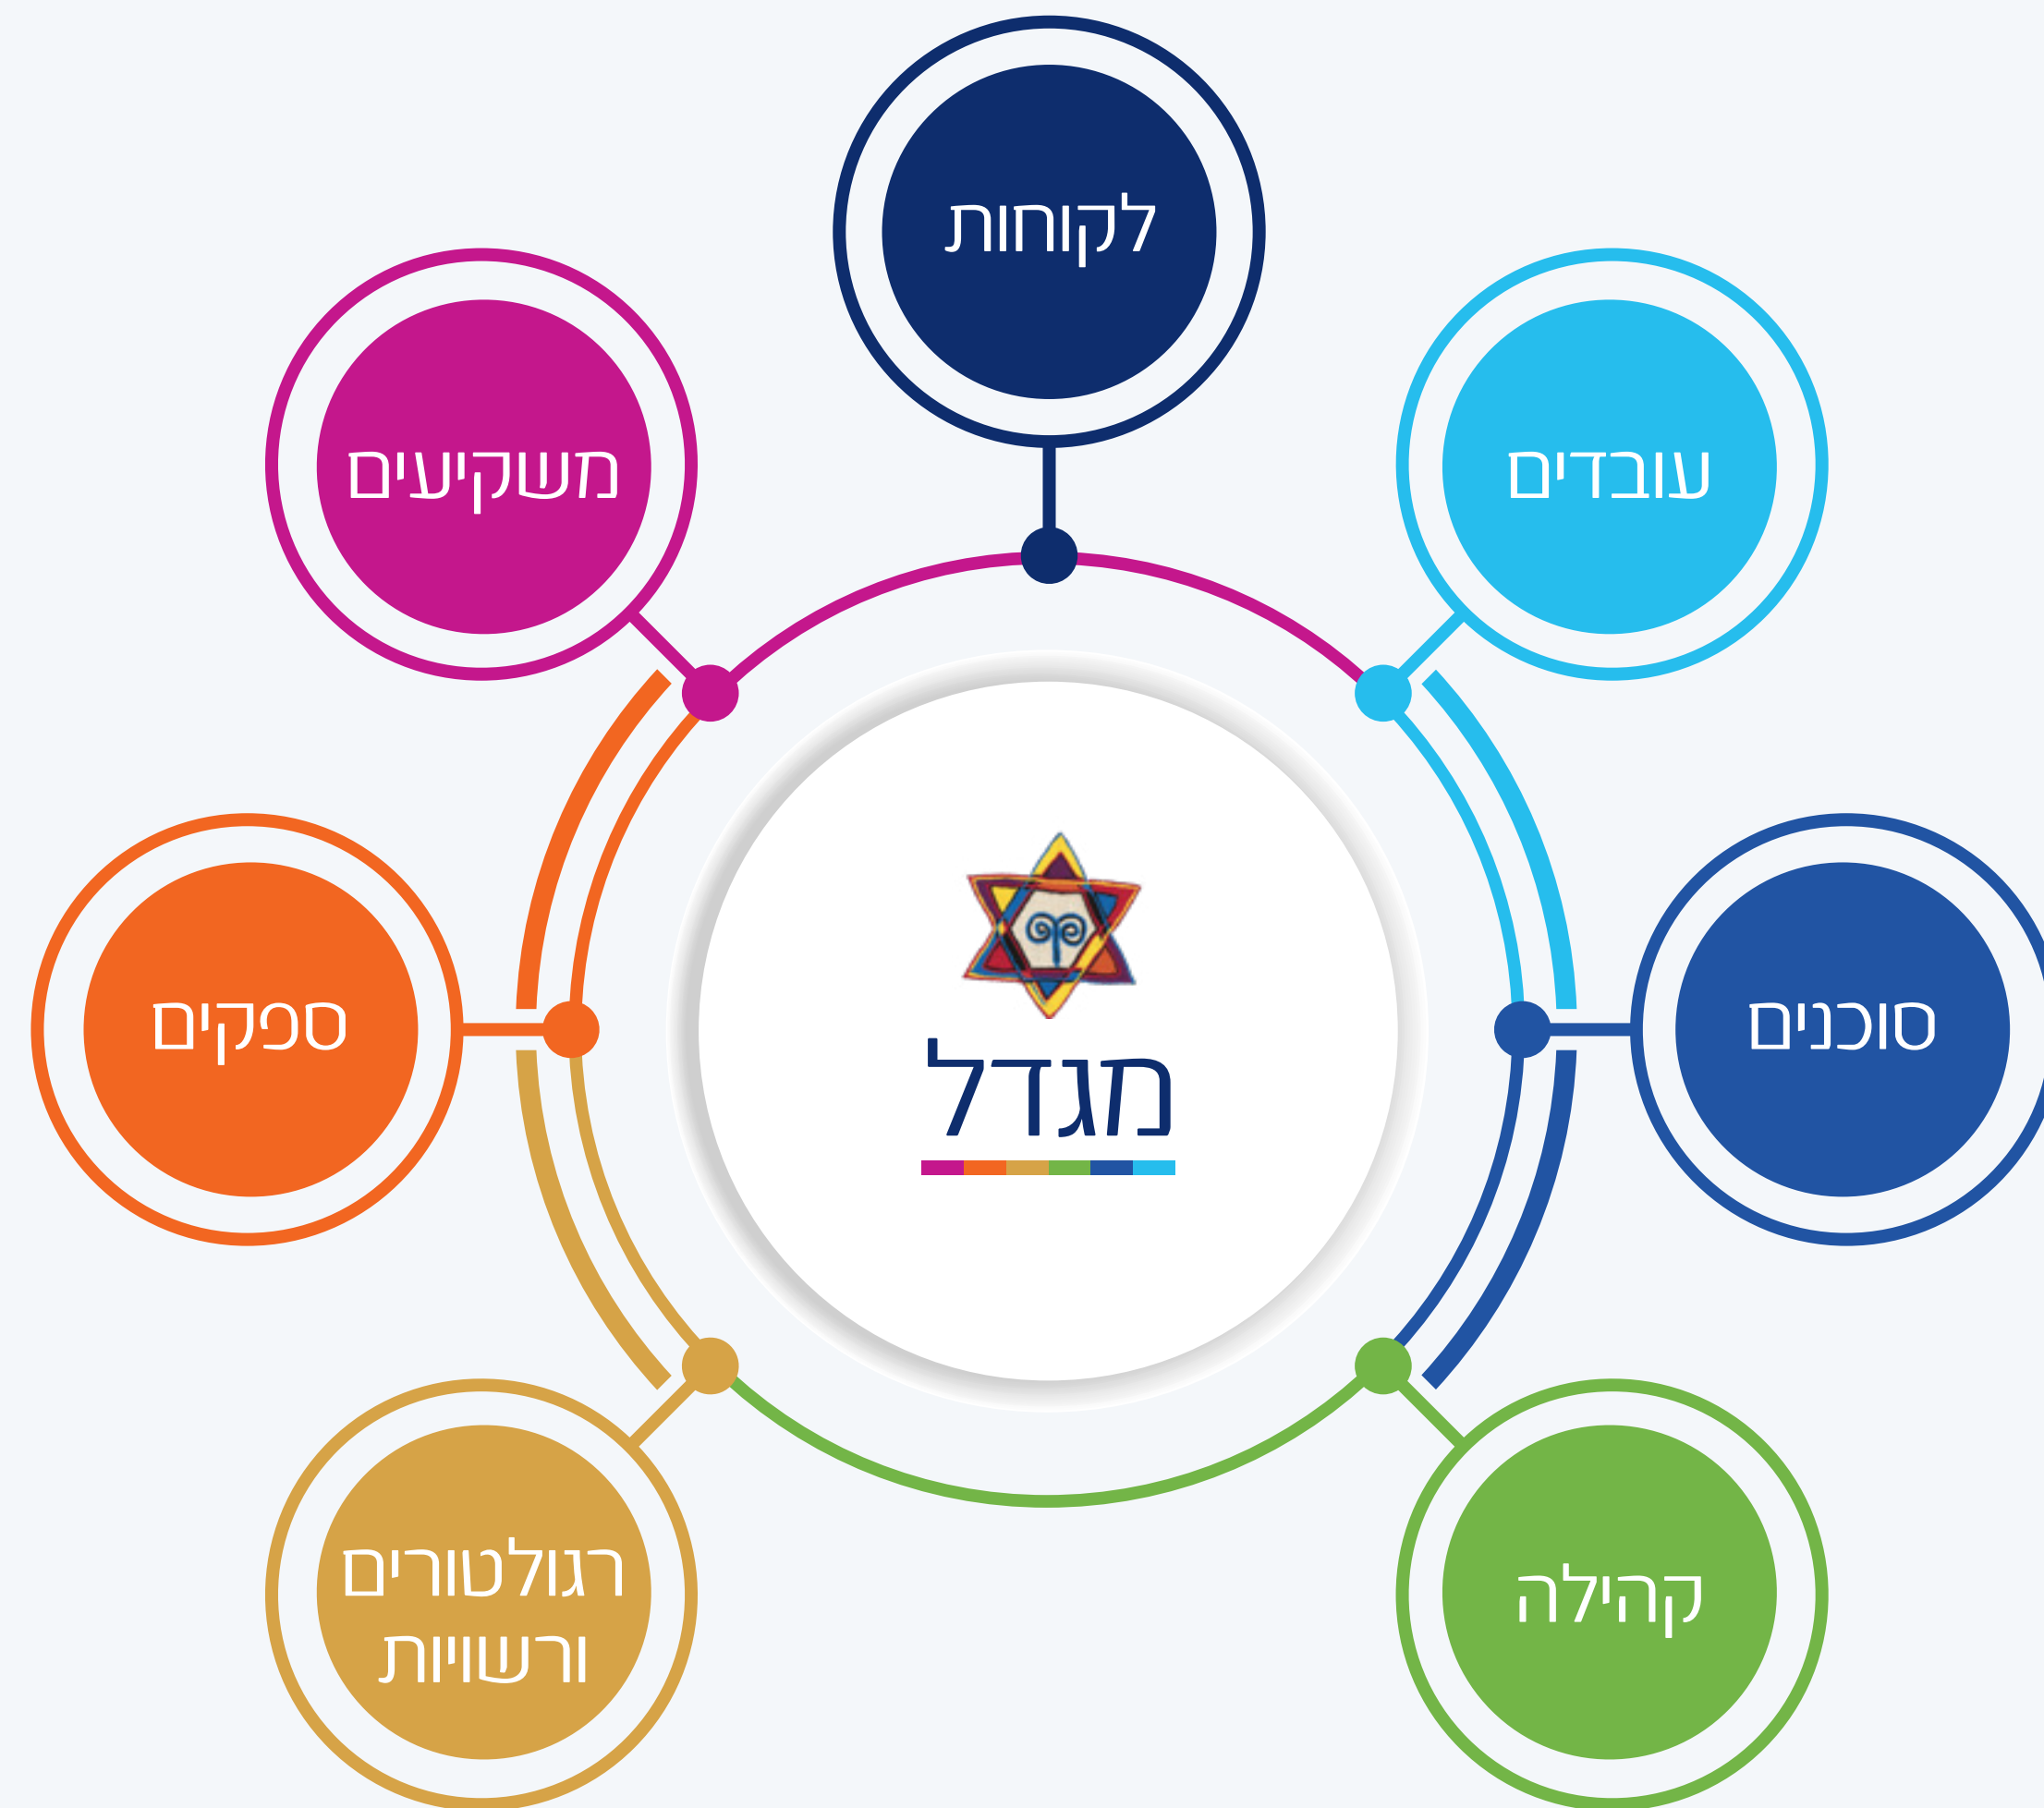 לקוחות
עובדים
משקיעים
סוכנים
ספקים
מגדל
קהילה
רגולטורים
ורשויות